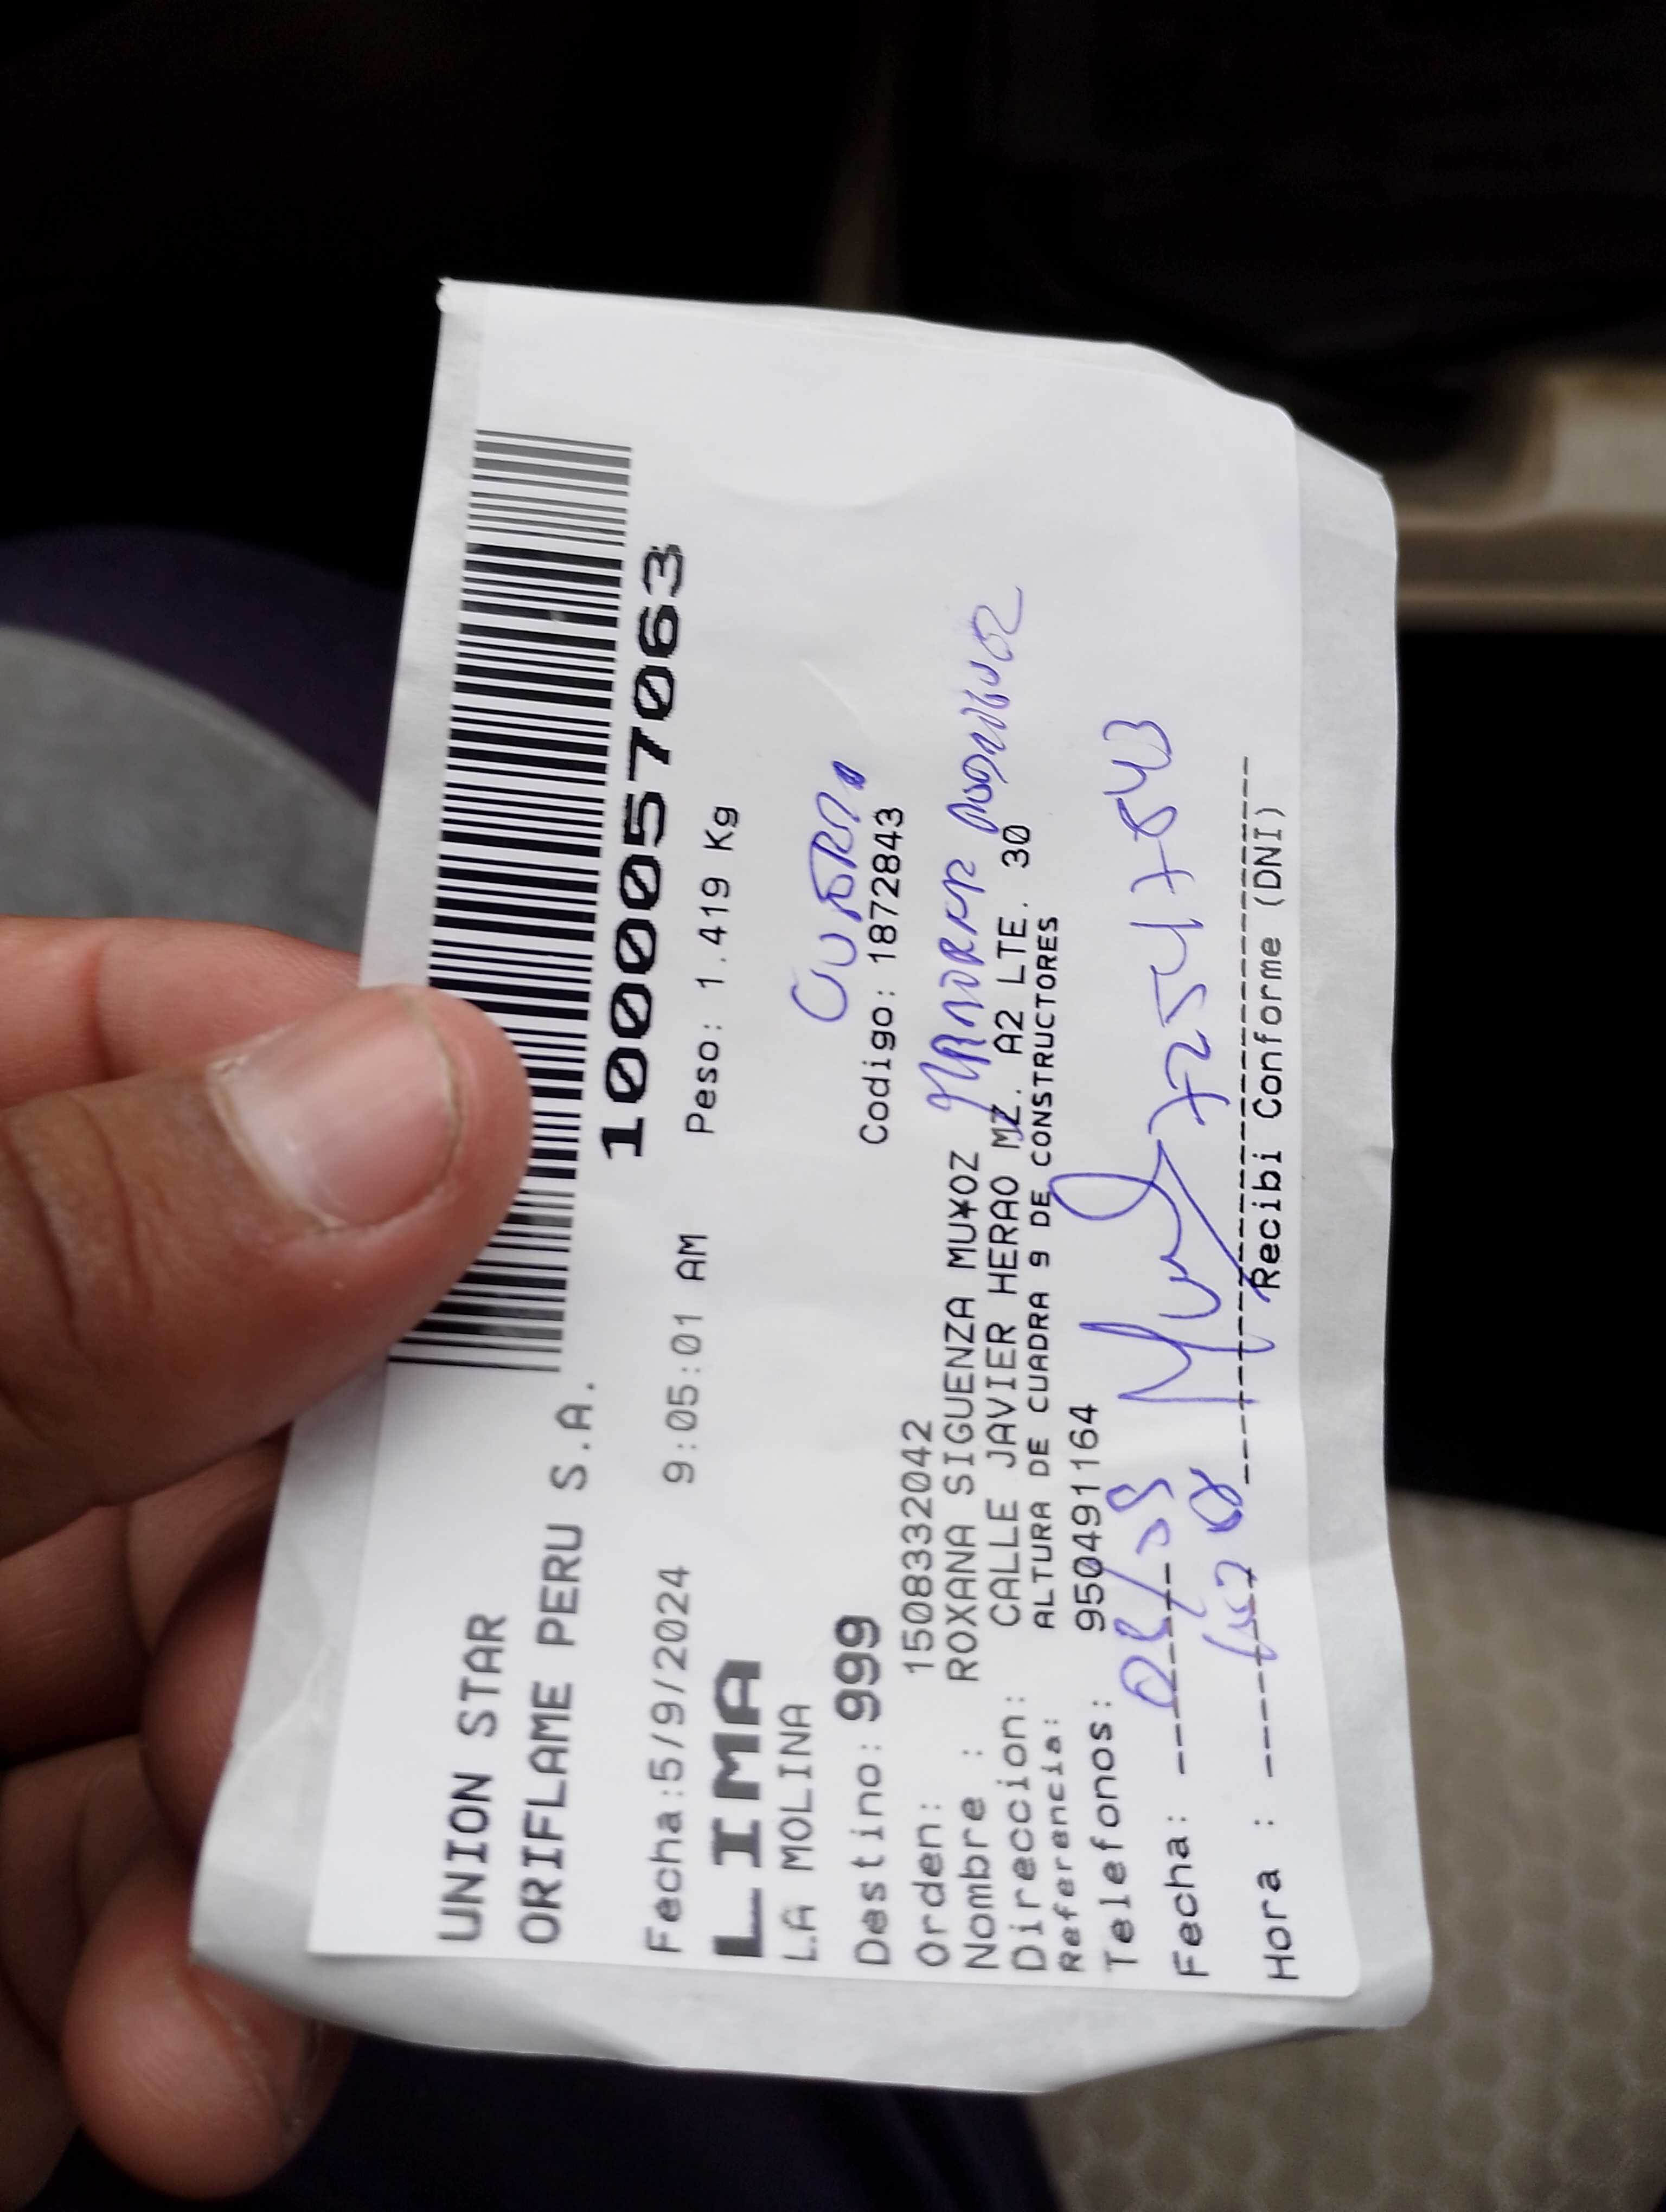 UNION STAR
ORIFLAME PERU S.A.
1000057063
Fecha:5/9/2024 9:05:01 AM Peso: 1.419 Kg
LIMA
LA MOLINA
Destino: 999 Codigo: 1872843
Orden: 1508332042
Nombre : ROXANA SIGUENZA MU¥OZ
Direccion: CALLE JAVIER HERAO MZ. A2 LTE. 30
Referencia: ALTURA DE CUADRA 9 DE CONSTRUCTORES
Telefonos: 950491164
Fecha:
Hora :
Recibi Conforme (DNI)